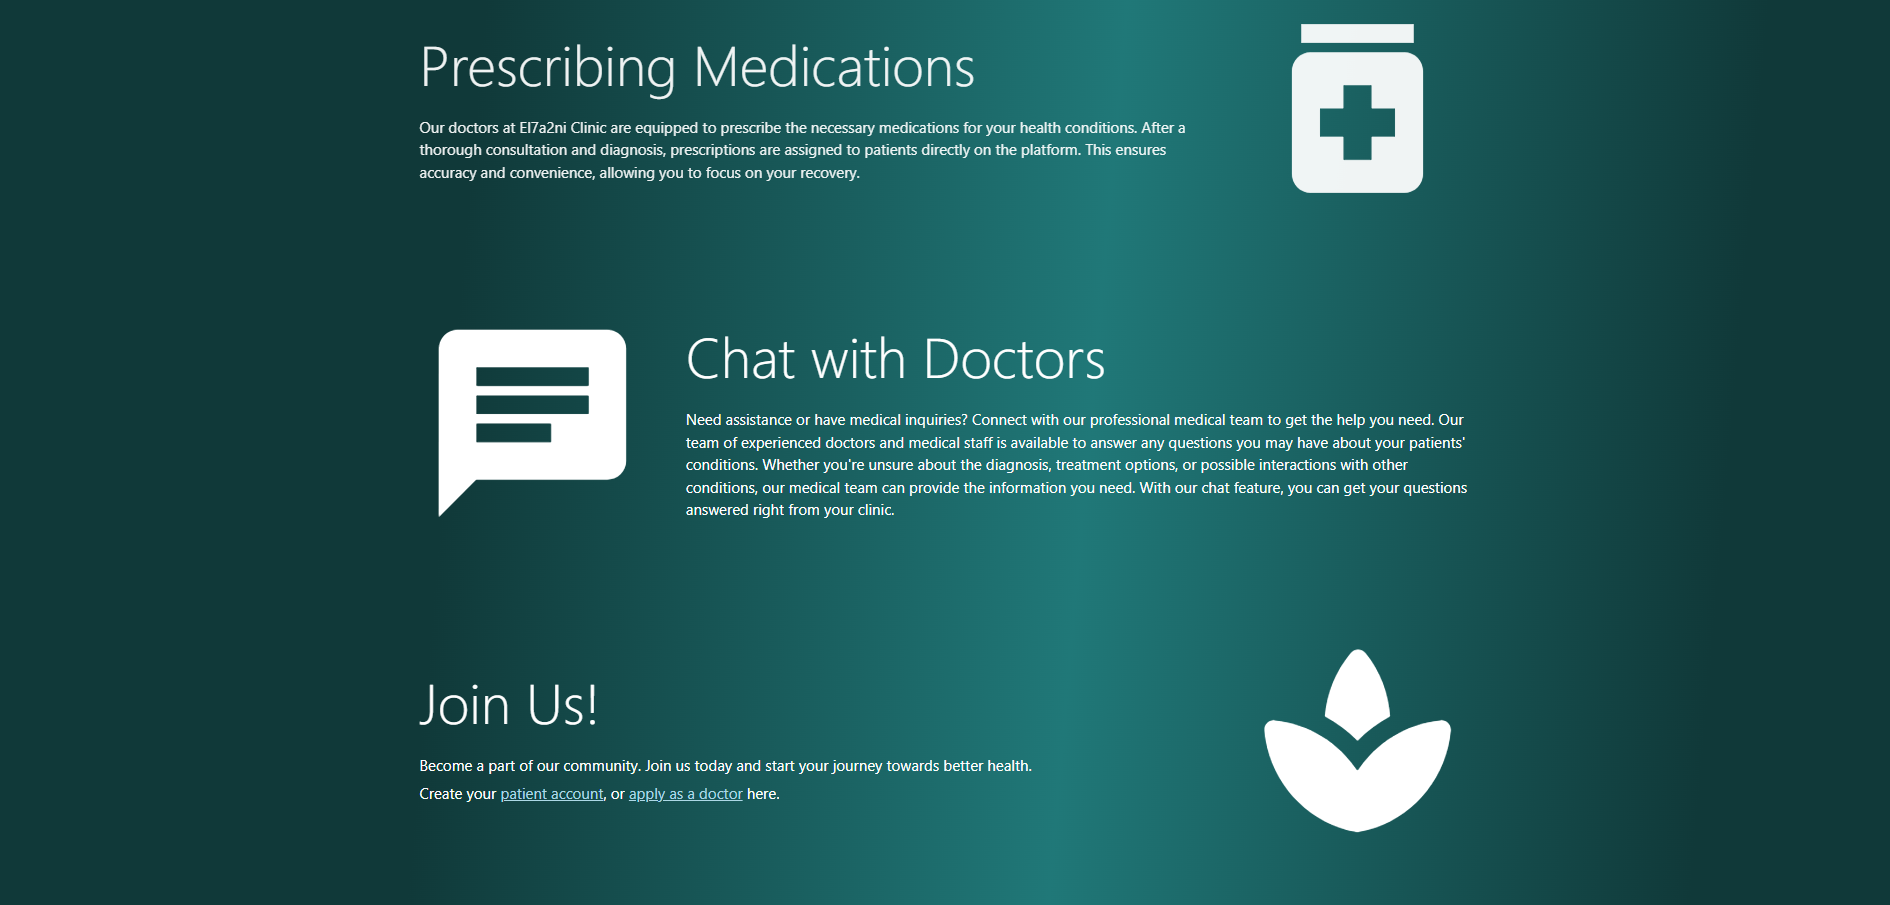 Prescribing Medications
Our doctors at El7a2ni Clinic are equipped to prescribe the necessary medications for your health conditions. After a
thorough consultation and diagnosis, prescriptions are assigned to patients directly on the platform. This ensures
accuracy and convenience, allowing you to focus on your recovery.
Chat with Doctors
Need assistance or have medical inquiries? Connect with our professional medical team to get the help you need. Our
team of experienced doctors and medical staff is available to answer any questions you may have about your patients'
conditions. Whether you're unsure about the diagnosis, treatment options, or possible interactions with other
conditions, our medical team can provide the information you need. With our chat feature, you can get your questions
answered right from your clinic.
Join Us!
Become a part of our community. Join us today and start your journey towards better health.
Create your patient account, or apply as a doctor here.